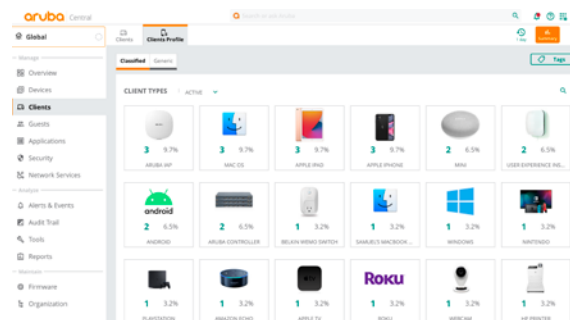 aruba Central
Search or ask Aruba
Global
Clients
Clients Profile
1 day
Summary
Manage
Classified Generic
Tags
Overview
Devices
CLIENT TYPES ACTIVE
Clients
Guests
Applications
Security
Network Services
3 9.7% 3 9.7% 3 9.7% 3 9.7% 2 6.5% 2 6.5%
ARUBA IAP MAC OS APPLE IPAD APPLE IPHONE MINI USER EXPERIENCE INS...
Analyze
Alerts & Events
Audit Trail
Tools
Reports
android
2 6.5% 2 6.5% 1 3.2% 1 3.2% 1 3.2% 1 3.2%
ANDROID ARUBA CONTROLLER BELKIN WEMO SWITCH SAMUEL'S MACBOOK... WINDOWS NINTENDO
Maintain
Firmware
Organization
ROKU
1 3.2% 1 3.2% 1 3.2% 1 3.2% 1 3.2% 1 3.2%
PLAYSTATION AMAZON ECHO APPLE TV ROKU WEBCAM HP PRINTER